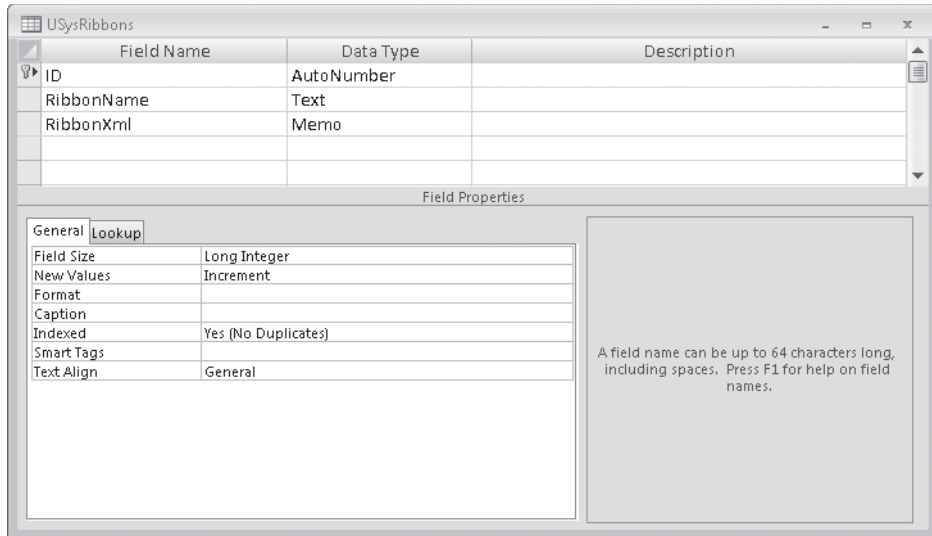 USysRibbons
Field Name Data Type Description
ID AutoNumber
RibbonName Text
RibbonXml Memo
Field Properties
General Lookup
Field Size Long Integer
New Values Increment
Format
Caption
Indexed Yes (No Duplicates)
Smart Tags
Text Align General
A field name can be up to 64 characters long,
including spaces. Press F1 for help on field
names.